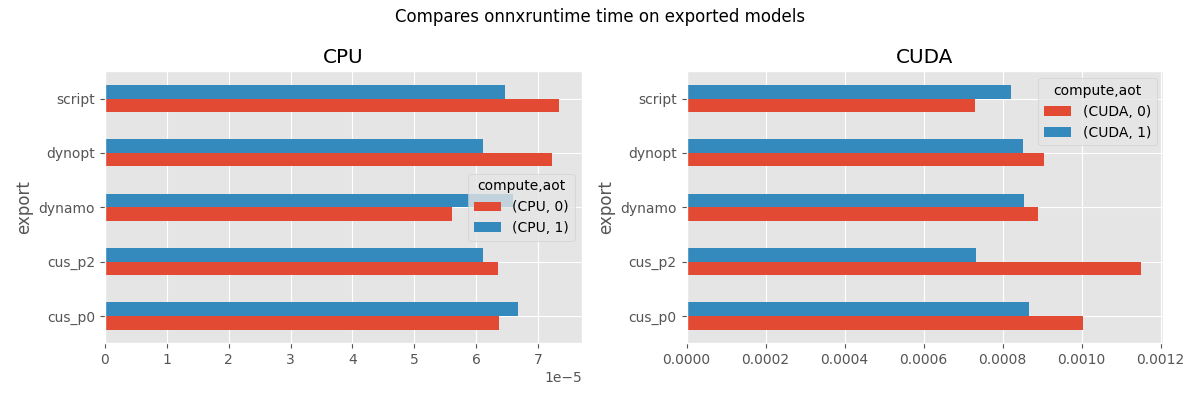 Compares onnxruntime time on exported models
CPU
export
script
dynopt
dynamo
cus_p2
cus_p0
compute,aot
(CPU, 0)
(CPU, 1)
0 1 2 3 4 5 6 7
1e−5
CUDA
export
script
dynopt
dynamo
cus_p2
cus_p0
compute,aot
(CUDA, 0)
(CUDA, 1)
0.0000 0.0002 0.0004 0.0006 0.0008 0.0010 0.0012